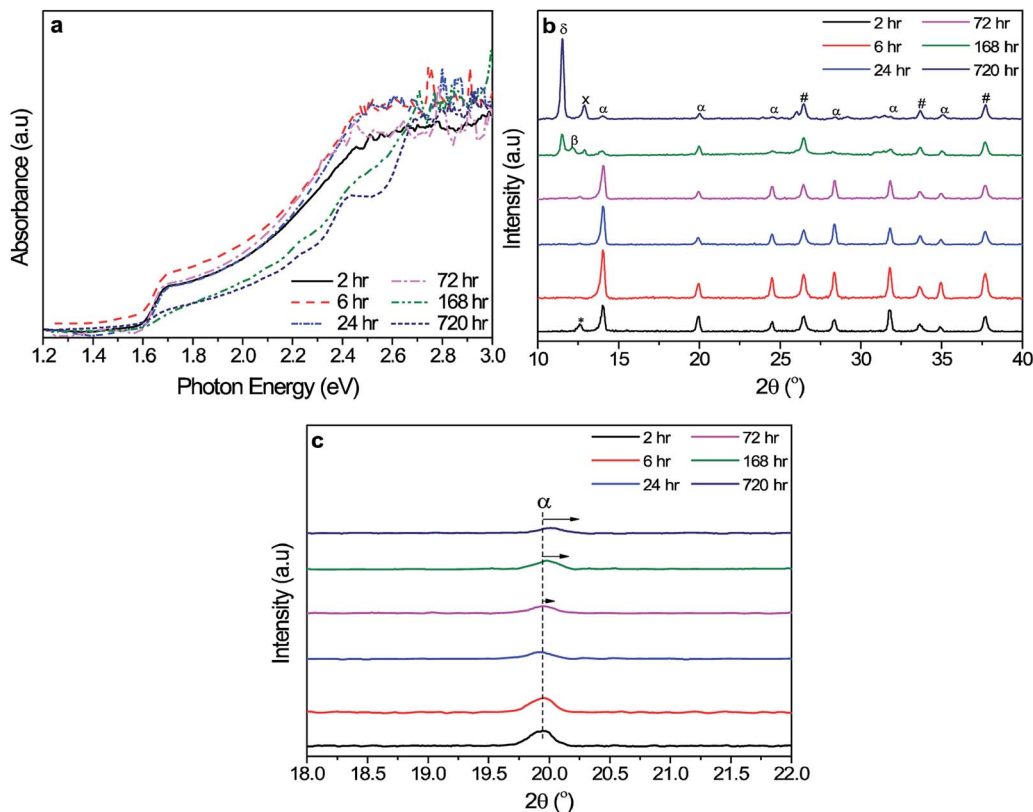 a
Absorbance (a.u)
2 hr
6 hr
24 hr
72 hr
168 hr
720 hr
1.2 1.4 1.6 1.8 2.0 2.2 2.4 2.6 2.8 3.0
Photon Energy (eV)
b
Intensity (a.u)
2 hr
6 hr
24 hr
72 hr
168 hr
720 hr
δ
x
α
α
α
#
α
α
#
α
#
β
*
10 15 20 25 30 35 40
2θ (°)
c
Intensity (a.u)
2 hr
6 hr
24 hr
72 hr
168 hr
720 hr
α
18.0 18.5 19.0 19.5 20.0 20.5 21.0 21.5 22.0
2θ (°)